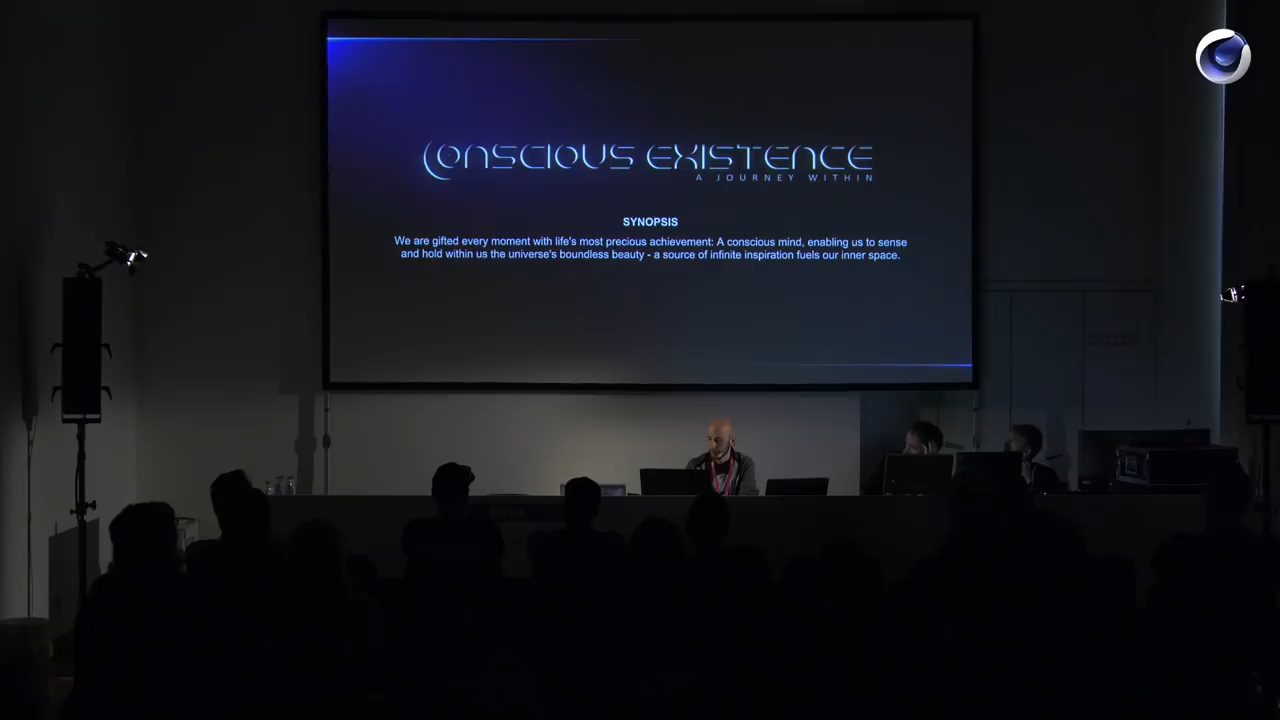 CONSCIOUS EXISTENCE
A JOURNEY WITHIN
SYNOPSIS
We are gifted every moment with life's most precious achievement: A conscious mind, enabling us to sense
and hold within us the universe's boundless beauty - a source of infinite inspiration fuels our inner space.